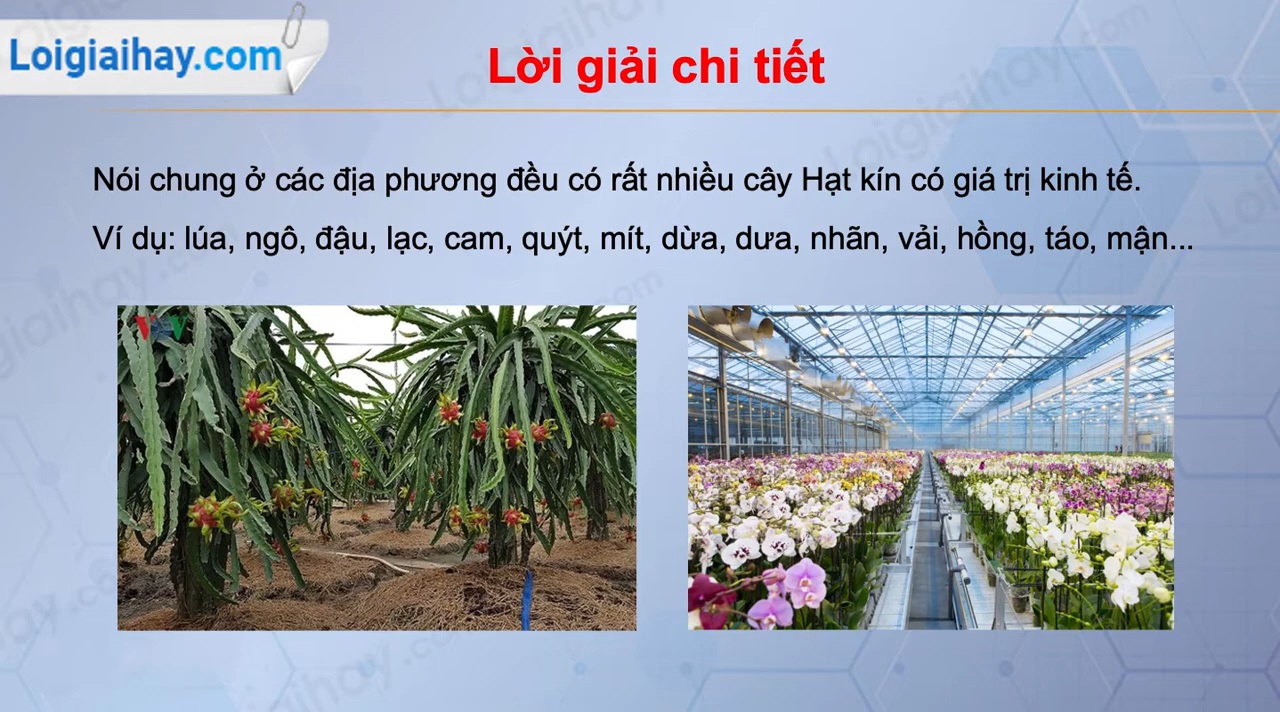 Loigiaihay.com
Lời giải chi tiết
Nói chung ở các địa phương đều có rất nhiều cây Hạt kín có giá trị kinh tế.
Ví dụ: lúa, ngô, đậu, lạc, cam, quýt, mít, dừa, dưa, nhãn, vải, hồng, táo, mận...